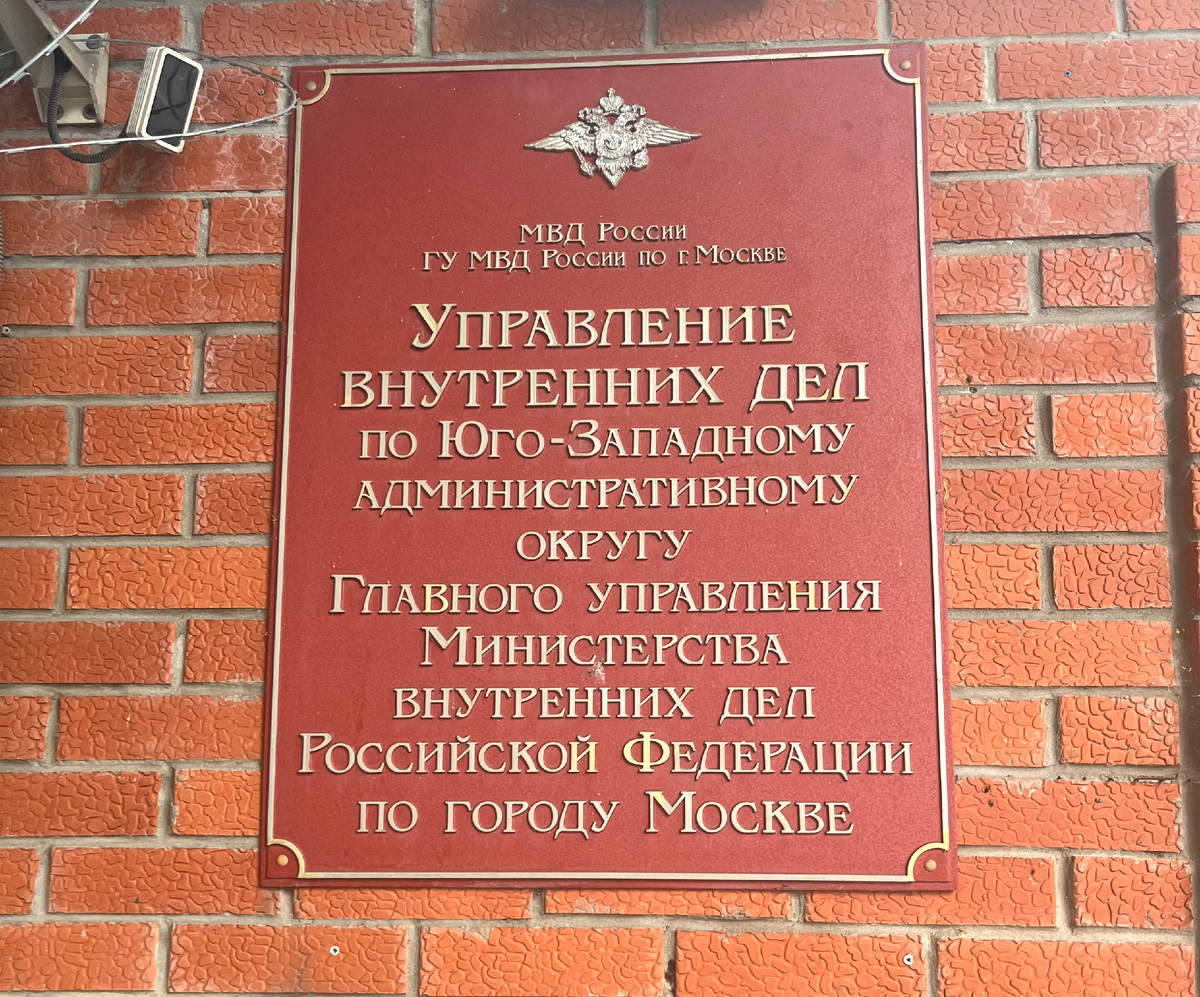 МВД России
ГУ МВД России по г. Москве
Управление
внутренних дел
по Юго-Западному
административному
округу
Главного управления
Министерства
внутренних дел
Российской Федерации
по городу Москве